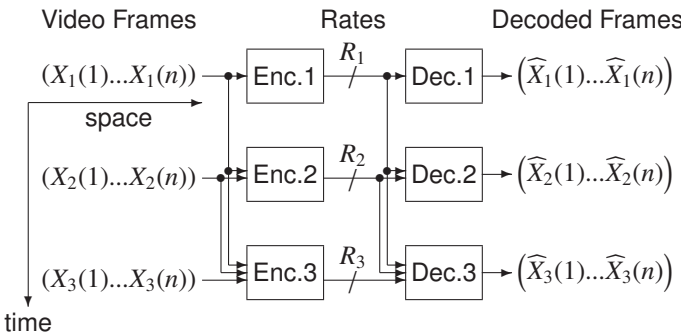 Video Frames Rates Decoded Frames
(X₁(1)...X₁(n)) Enc.1 R₁ Dec.1 (X̂₁(1)...X̂₁(n))
space
(X₂(1)...X₂(n)) Enc.2 R₂ Dec.2 (X̂₂(1)...X̂₂(n))
(X₃(1)...X₃(n)) Enc.3 R₃ Dec.3 (X̂₃(1)...X̂₃(n))
time